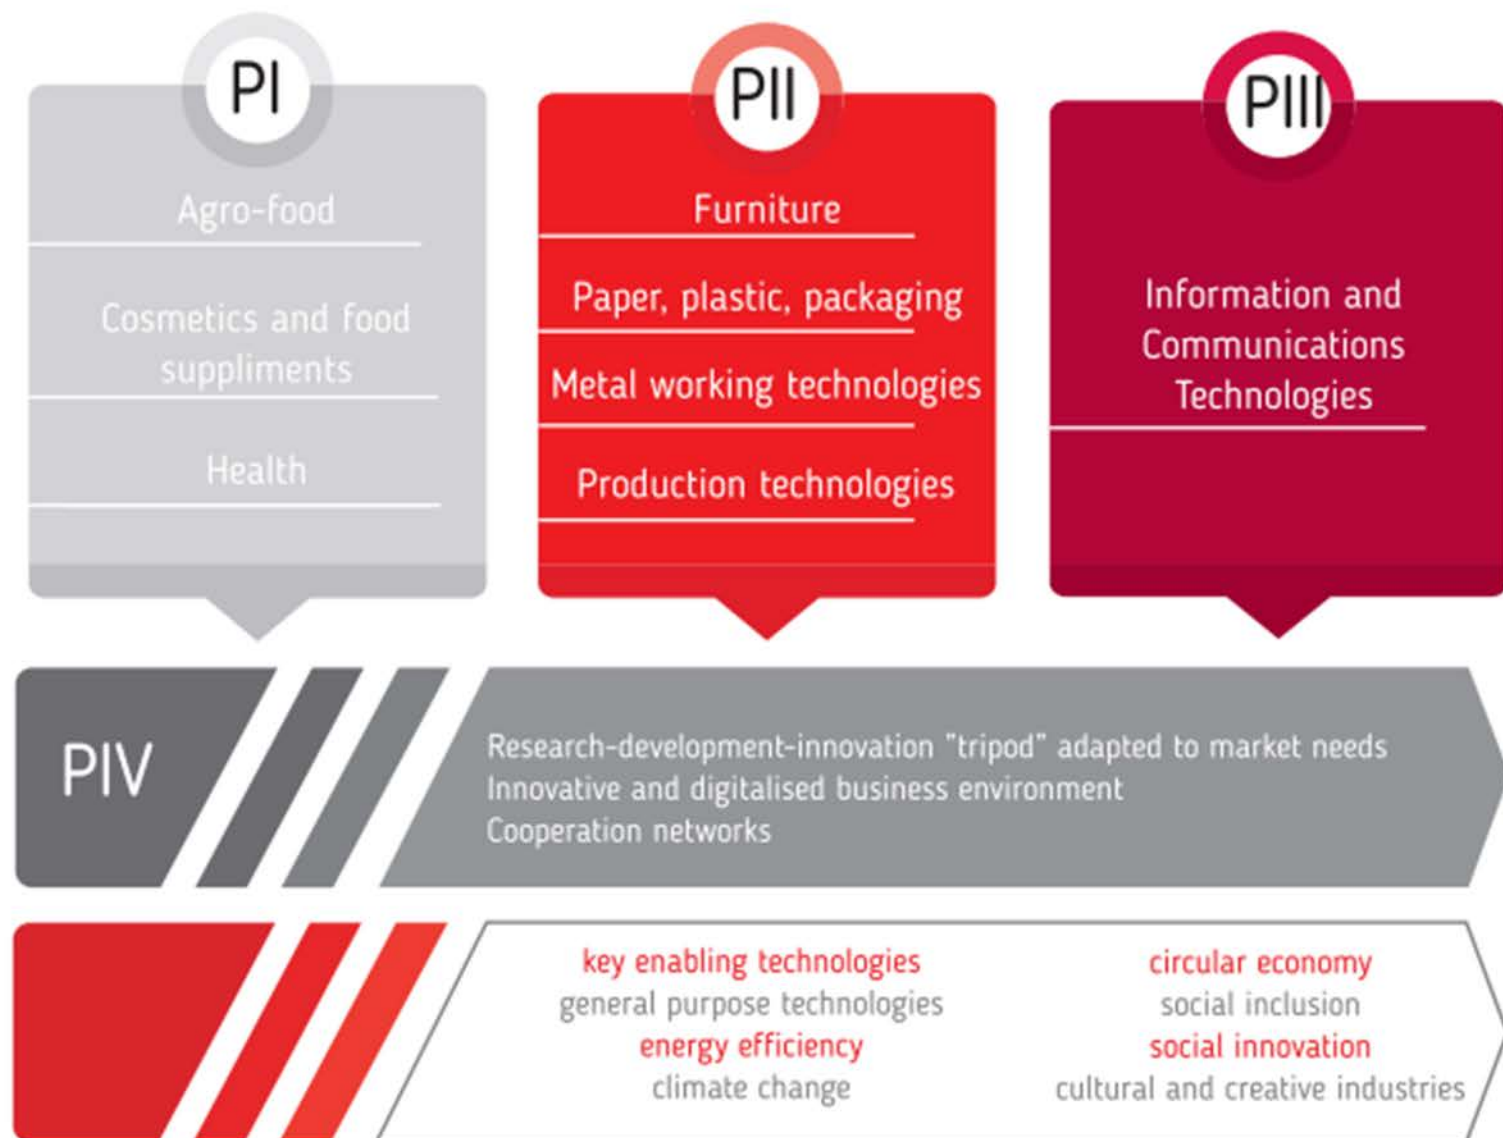 PI
Agro-food
Cosmetics and food
suppliments
Health
PII
Furniture
Paper, plastic, packaging
Metal working technologies
Production technologies
PIII
Information and
Communications
Technologies
PIV
Research-development-innovation "tripod" adapted to market needs
Innovative and digitalised business environment
Cooperation networks
key enabling technologies
general purpose technologies
energy efficiency
climate change
circular economy
social inclusion
social innovation
cultural and creative industries